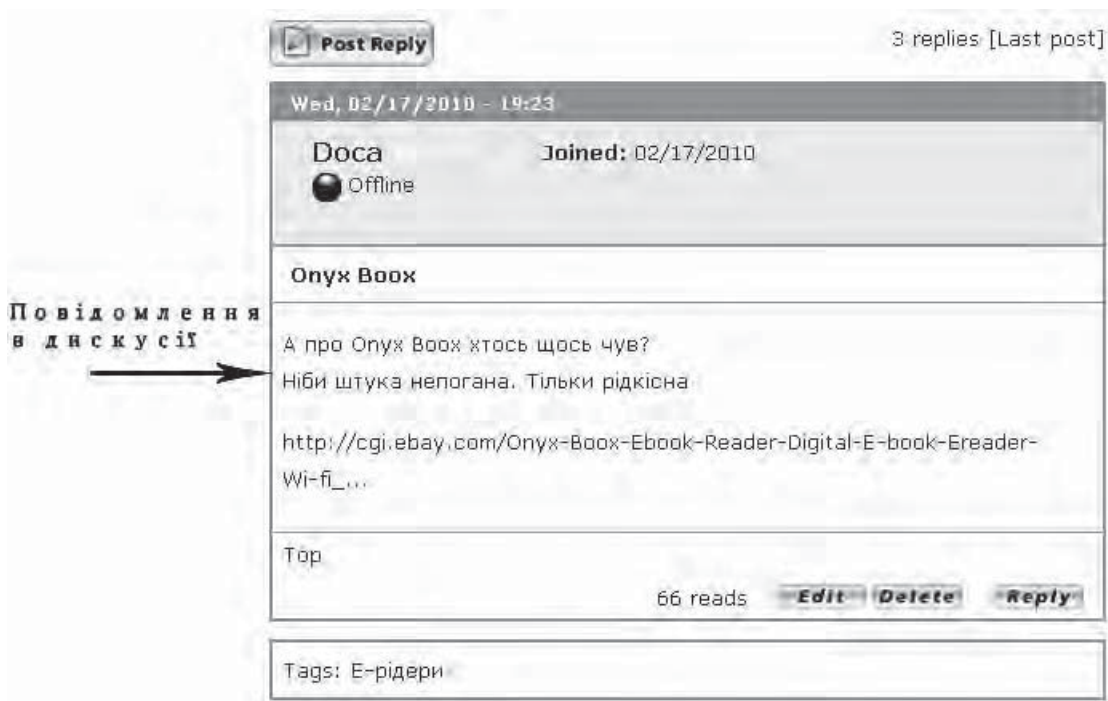 Post Reply
3 replies [Last post]
Wed, 02/17/2010 - 19:23
Doca
Joined: 02/17/2010
Offline
Onyx Boox
Повідомлення
в дискусії
А про Onyx Boox хтось щось чув?
Ніби штука непогана. Тільки рідкісна
http://cgi.ebay.com/Onyx-Boox-Ebook-Reader-Digital-E-book-Ereader-
Wi-fi_...
Top
66 reads Edit Delete Reply
Tags: Е-рідери